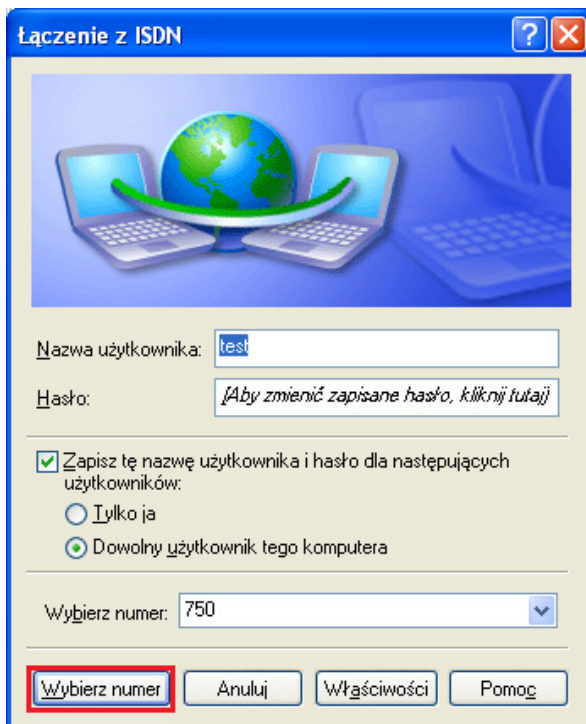 Łączenie z ISDN
Nazwa użytkownika: test
Hasło: [Aby zmienić zapisane hasło, kliknij tutaj]
Zapisz tę nazwę użytkownika i hasło dla następujących
użytkowników:
Tylko ja
Dowolny użytkownik tego komputera
Wybierz numer: 750
Wybierz numer Anuluj Właściwości Pomoc